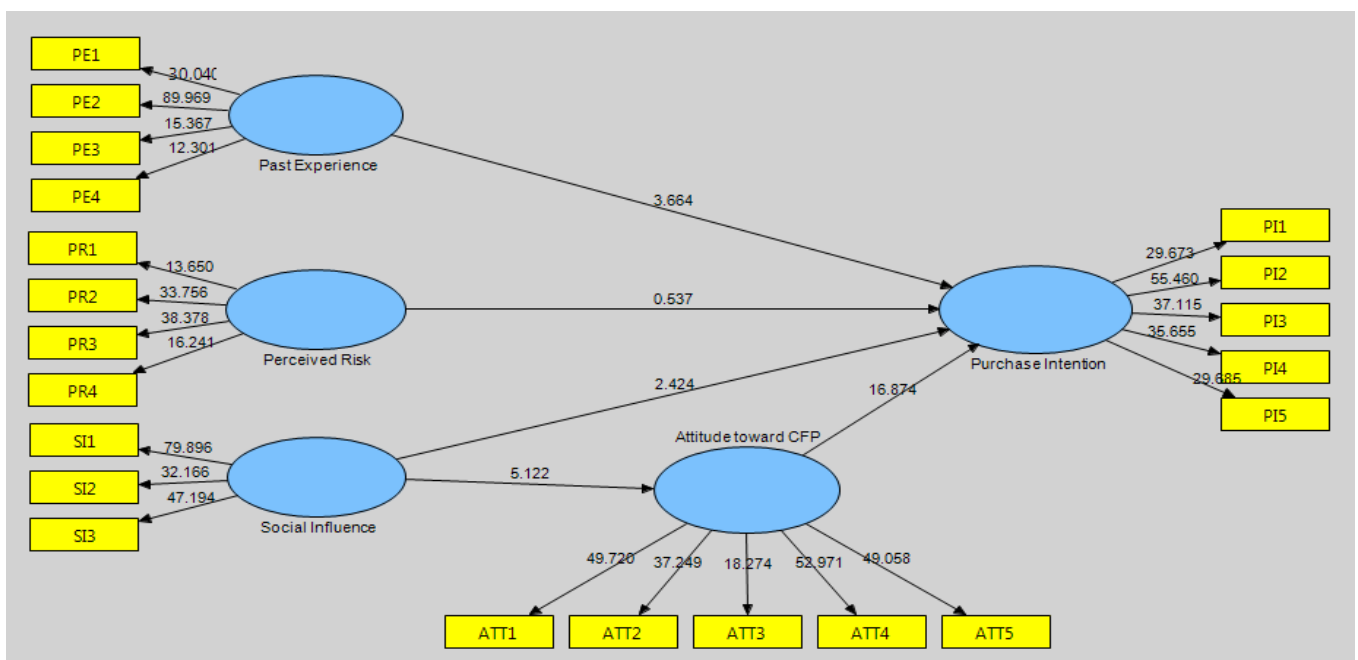 PE1
30.040
PE2
89.969
PE3
15.367
PE4
12.301
Past Experience
3.664
PR1
13.650
PR2
33.756
PR3
38.378
PR4
16.241
Perceived Risk
0.537
SI1
79.896
SI2
32.166
SI3
47.194
Social Influence
2.424
5.122
Attitude toward CFP
16.874
Purchase Intention
PI1
29.673
PI2
55.460
PI3
37.115
PI4
35.655
PI5
29.685
49.720
37.249
18.274
52.971
49.058
ATT1
ATT2
ATT3
ATT4
ATT5